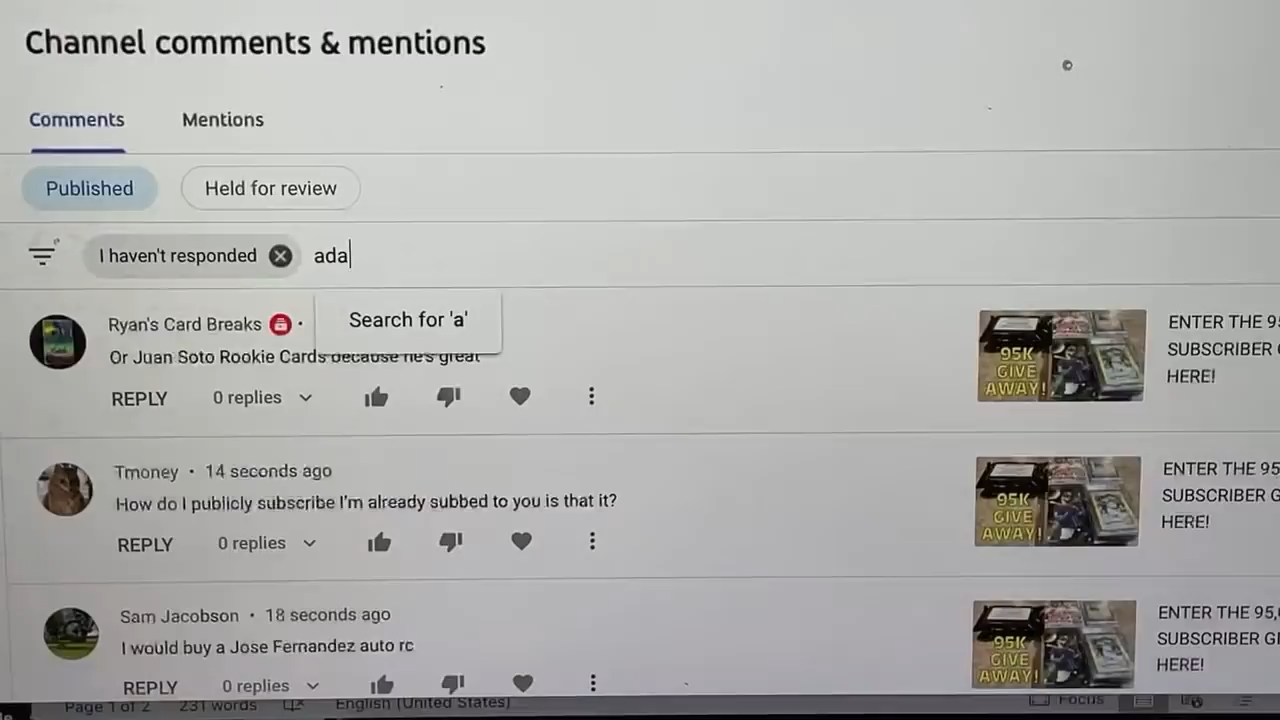 Channel comments & mentions
Comments
Mentions
Published
Held for review
I haven't responded
ada
Search for 'a'
Ryan's Card Breaks •
Or Juan Soto Rookie Cards because he's great
REPLY
0 replies
95K
GIVE
AWAY!
ENTER THE 95
SUBSCRIBER G
HERE!
Tmoney • 14 seconds ago
How do I publicly subscribe I'm already subbed to you is that it?
REPLY
0 replies
95K
GIVE
AWAY!
ENTER THE 95
SUBSCRIBER G
HERE!
Sam Jacobson • 18 seconds ago
I would buy a Jose Fernandez auto rc
REPLY
0 replies
95K
GIVE
AWAY!
ENTER THE 95,
SUBSCRIBER GI
HERE!
Page 1 of 2
231 words
English (United States)
Focus